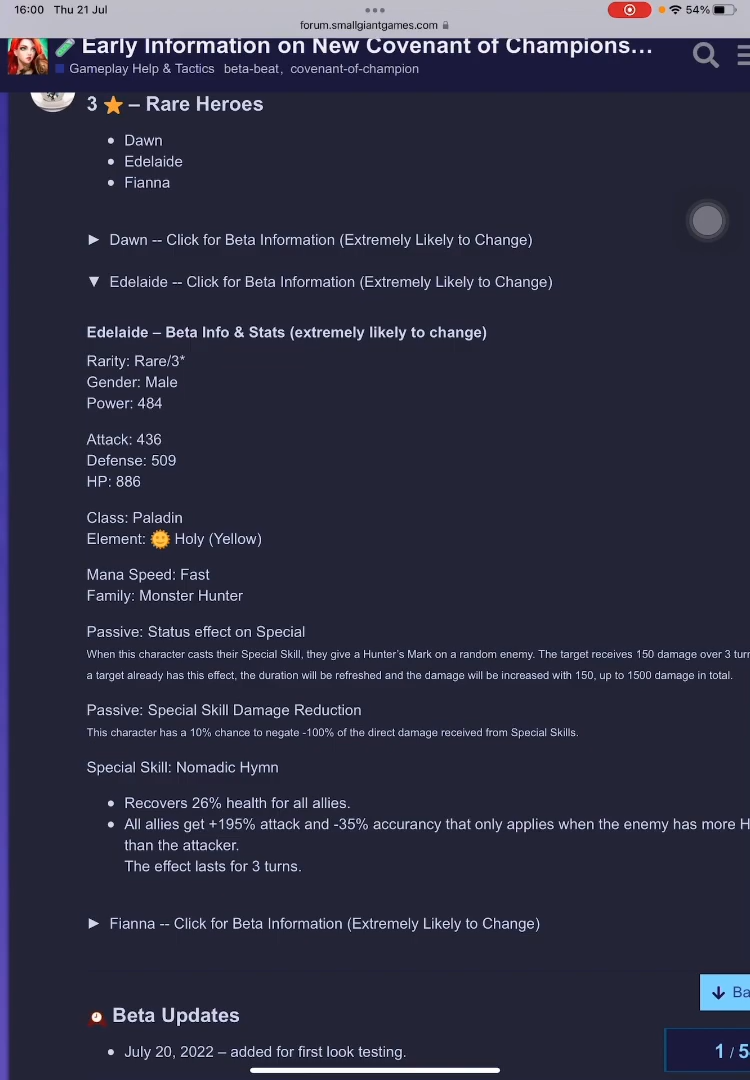 16:00 Thu 21 Jul
54%
forum.smallgiantgames.com
Early Information on New Covenant of Champions…
Gameplay Help & Tactics beta-beat, covenant-of-champion
3 ⭐ – Rare Heroes
• Dawn
• Edelaide
• Fianna
► Dawn -- Click for Beta Information (Extremely Likely to Change)
▼ Edelaide -- Click for Beta Information (Extremely Likely to Change)
Edelaide – Beta Info & Stats (extremely likely to change)
Rarity: Rare/3*
Gender: Male
Power: 484
Attack: 436
Defense: 509
HP: 886
Class: Paladin
Element: 🌞 Holy (Yellow)
Mana Speed: Fast
Family: Monster Hunter
Passive: Status effect on Special
When this character casts their Special Skill, they give a Hunter's Mark on a random enemy. The target receives 150 damage over 3
a target already has this effect, the duration will be refreshed and the damage will be increased with 150, up to 1500 damage in total.
Passive: Special Skill Damage Reduction
This character has a 10% chance to negate -100% of the direct damage received from Special Skills.
Special Skill: Nomadic Hymn
• Recovers 26% health for all allies.
• All allies get +195% attack and -35% accurancy that only applies when the enemy has more
than the attacker.
The effect lasts for 3 turns.
► Fianna -- Click for Beta Information (Extremely Likely to Change)
Beta Updates
• July 20, 2022 – added for first look testing.